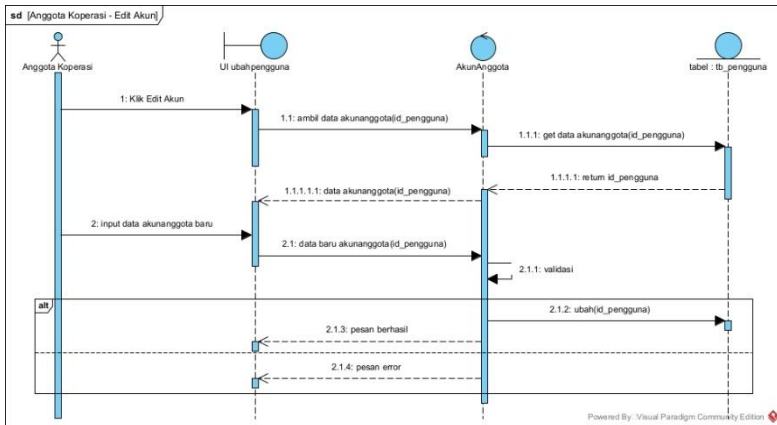 sd [Anggota Koperasi - Edit Akun]
Anggota Koperasi
UI ubahpengguna
AkunAnggota
tabel : tb_pengguna
1: Klik Edit Akun
1.1: ambil data akunanggota(id_pengguna)
1.1.1: get data akunanggota(id_pengguna)
1.1.1.1: return id_pengguna
1.1.1.1.1: data akunanggota(id_pengguna)
2: input data akunanggota baru
2.1: data baru akunanggota(id_pengguna)
2.1.1: validasi
alt
2.1.2: ubah(id_pengguna)
2.1.3: pesan berhasil
2.1.4: pesan error
Powered By: Visual Paradigm Community Edition